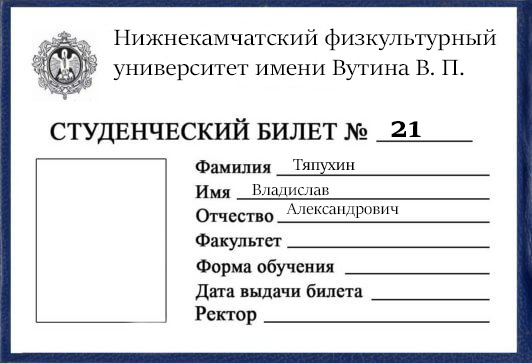 Нижнекамчатский физкультурный
университет имени Вутина В. П.
СТУДЕНЧЕСКИЙ БИЛЕТ № 21
Фамилия Тяпухин
Имя Владислав
Отчество Александрович
Факультет
Форма обучения
Дата выдачи билета
Ректор